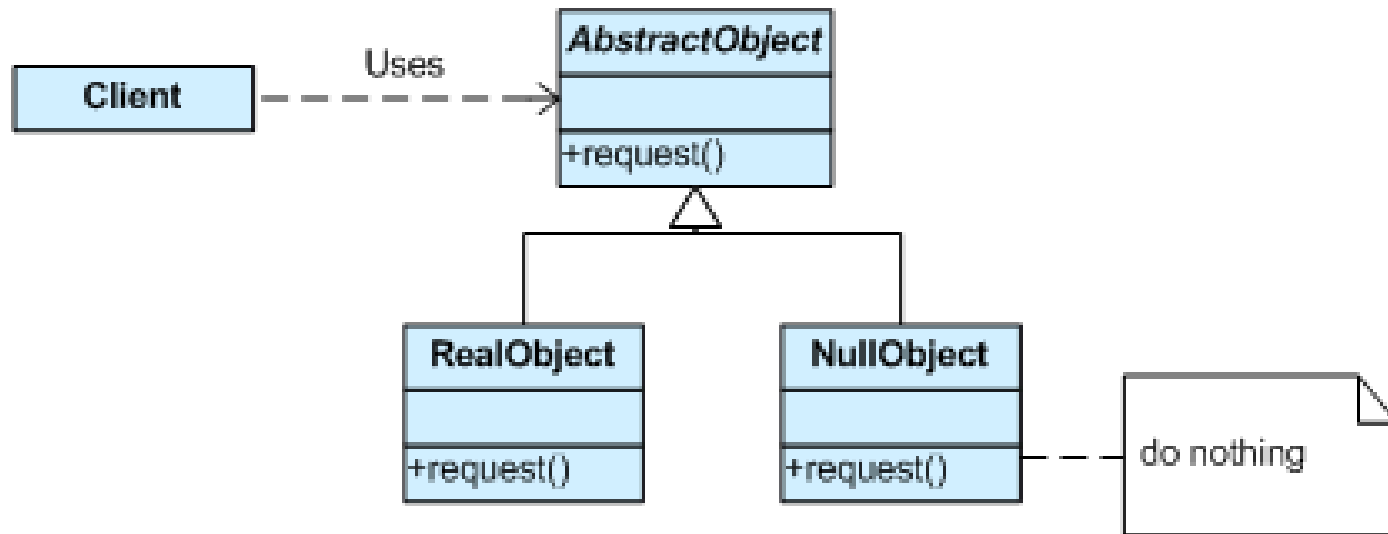 AbstractObject
Uses
Client
+request()
RealObject
NullObject
+request()
+request()
do nothing